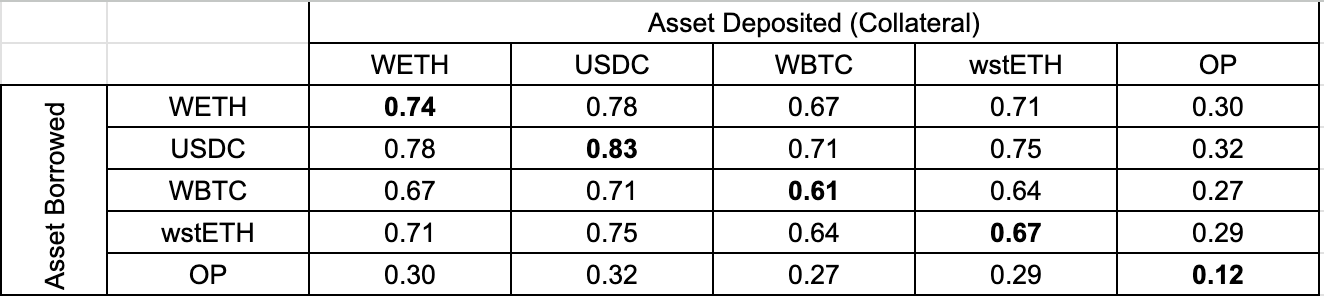 Asset Deposited (Collateral)
WETH USDC WBTC wstETH OP
Asset Borrowed
WETH 0.74 0.78 0.67 0.71 0.30
USDC 0.78 0.83 0.71 0.75 0.32
WBTC 0.67 0.71 0.61 0.64 0.27
wstETH 0.71 0.75 0.64 0.67 0.29
OP 0.30 0.32 0.27 0.29 0.12